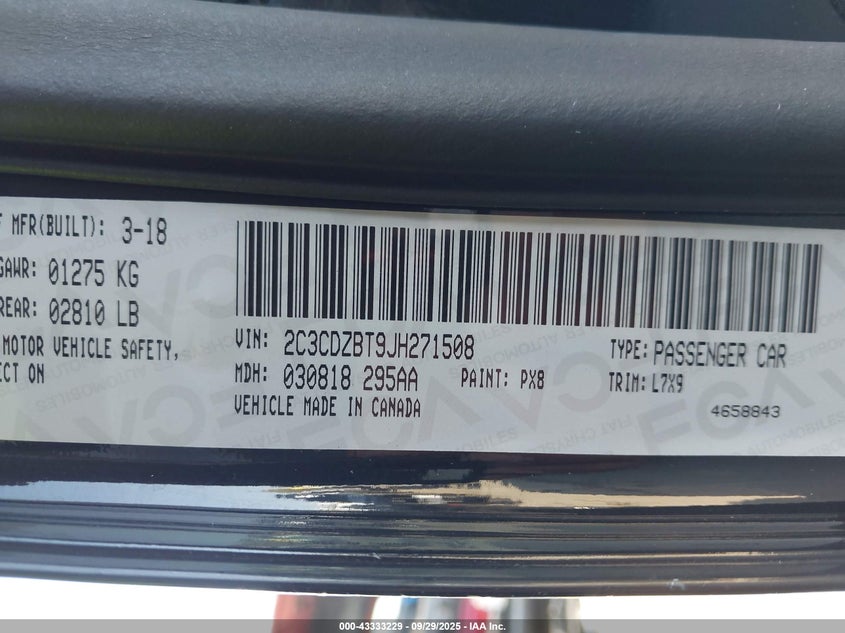 MFR(BUILT): 3-18
GAWR: 01275 KG
REAR: 02810 LB
MOTOR VEHICLE SAFETY,
ON
VIN: 2C3CDZBT9JH271508
TYPE: PASSENGER CAR
MDH: 030818 295AA
PAINT: PX8
TRIM: L7X9
VEHICLE MADE IN CANADA
4658843
000-43333229 - 09/29/2025 - IAA Inc.